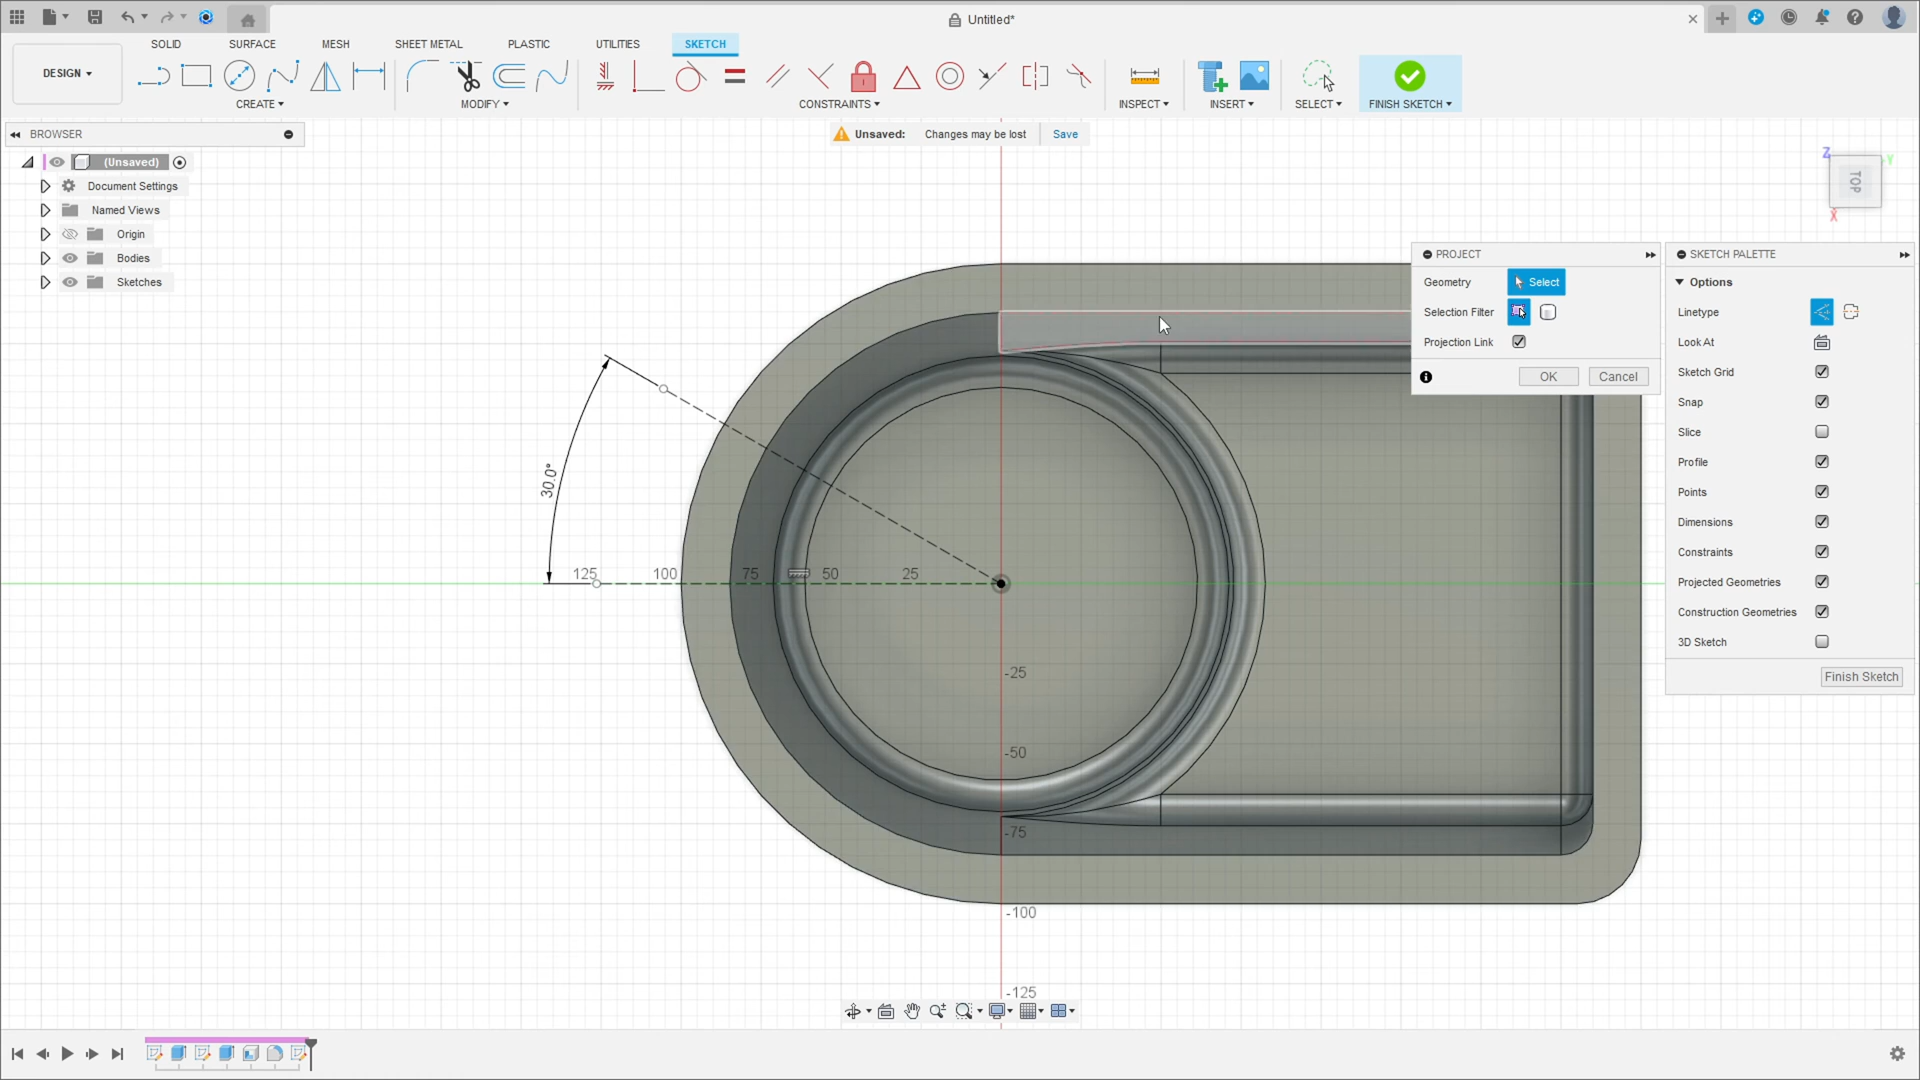 Untitled*
SOLID SURFACE MESH SHEET METAL PLASTIC UTILITIES SKETCH
DESIGN
CREATE MODIFY CONSTRAINTS INSPECT INSERT SELECT FINISH SKETCH
BROWSER
Unsaved: Changes may be lost Save
(Unsaved)
Document Settings
Named Views
Origin
Bodies
Sketches
Z
Y
TOP
X
PROJECT
Geometry Select
Selection Filter
Projection Link
OK Cancel
SKETCH PALETTE
Options
Linetype
Look At
Sketch Grid
Snap
Slice
Profile
Points
Dimensions
Constraints
Projected Geometries
Construction Geometries
3D Sketch
Finish Sketch
30.0°
125 100 75 50 25
-25
-50
-75
-100
-125